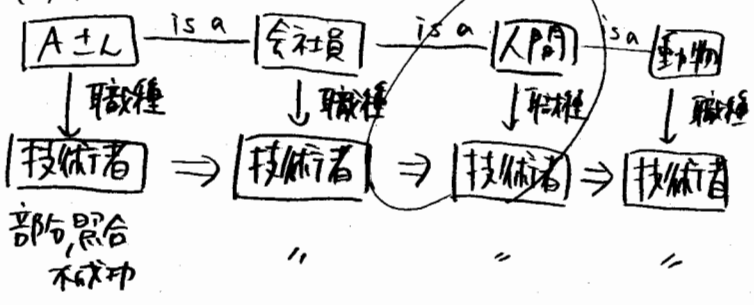 Aさん is a 会社員 is a 人間 is a 動物
↓職種 ↓職種 ↓職種 ↓職種
技術者 ⇒ 技術者 ⇒ 技術者 ⇒ 技術者
部分照合 〃 〃 〃
不成功